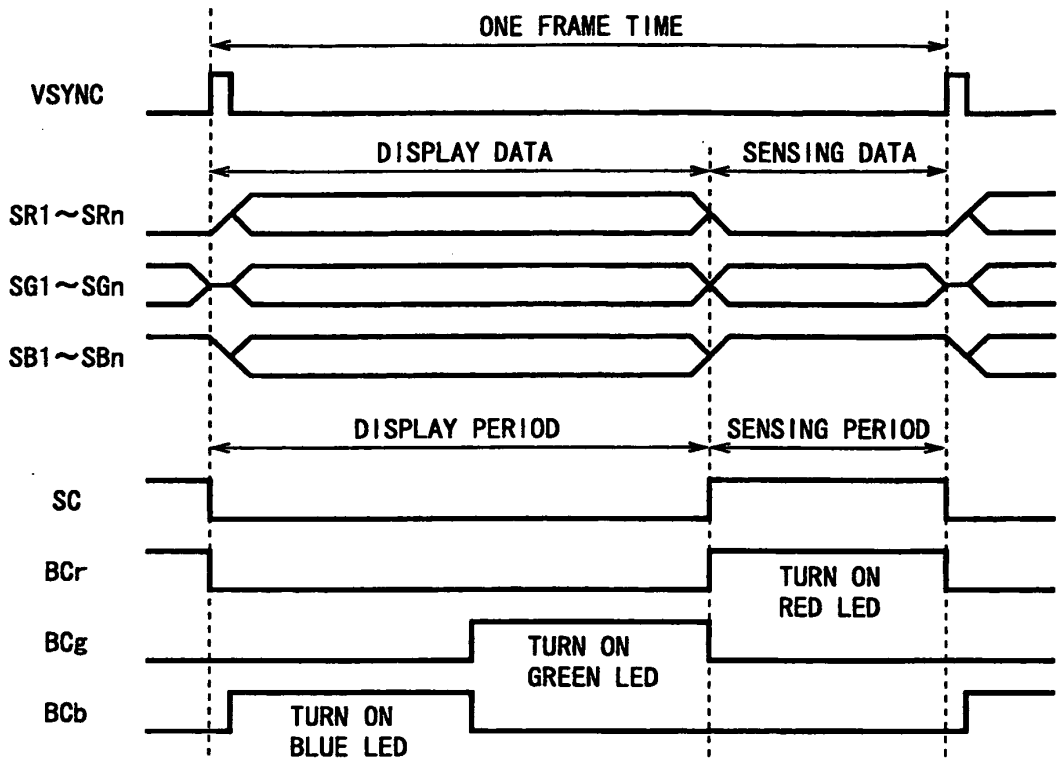 ONE FRAME TIME
VSYNC
DISPLAY DATA
SENSING DATA
SR1~SRn
SG1~SGn
SB1~SBn
DISPLAY PERIOD
SENSING PERIOD
SC
BCr
TURN ON
RED LED
BCg
TURN ON
GREEN LED
BCb
TURN ON
BLUE LED